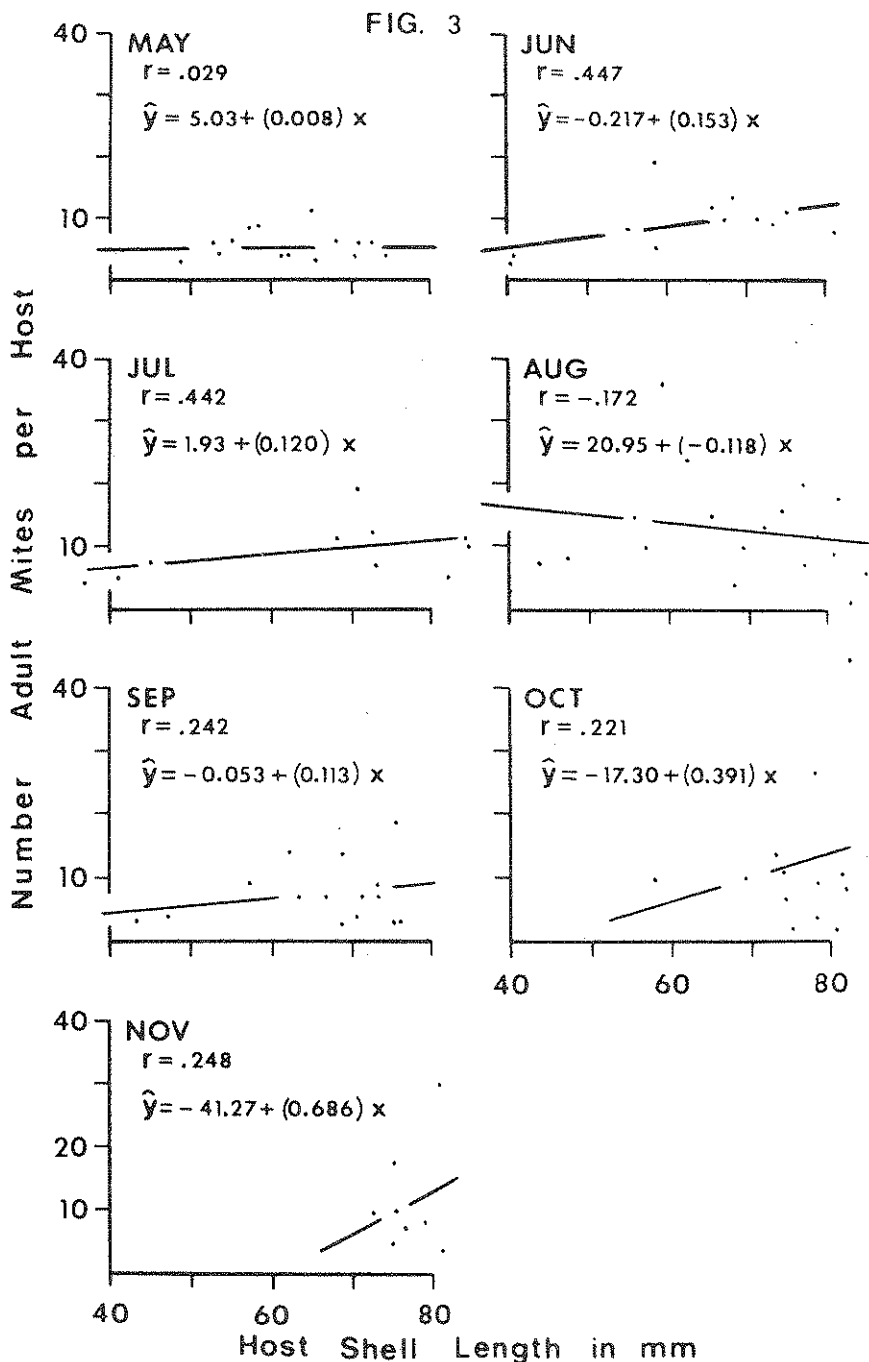 FIG. 3
40
MAY
r = .029
ŷ = 5.03 + (0.008) x
10
JUN
r = .447
ŷ = -0.217 + (0.153) x
40
JUL
r = .442
ŷ = 1.93 + (0.120) x
10
AUG
r = -.172
ŷ = 20.95 + (-0.118) x
40
SEP
r = .242
ŷ = -0.053 + (0.113) x
10
OCT
r = .221
ŷ = -17.30 + (0.391) x
40 60 80
40
NOV
r = .248
ŷ = -41.27 + (0.686) x
20
10
40 60 80
Host Shell Length in mm
Number Adult Mites per Host